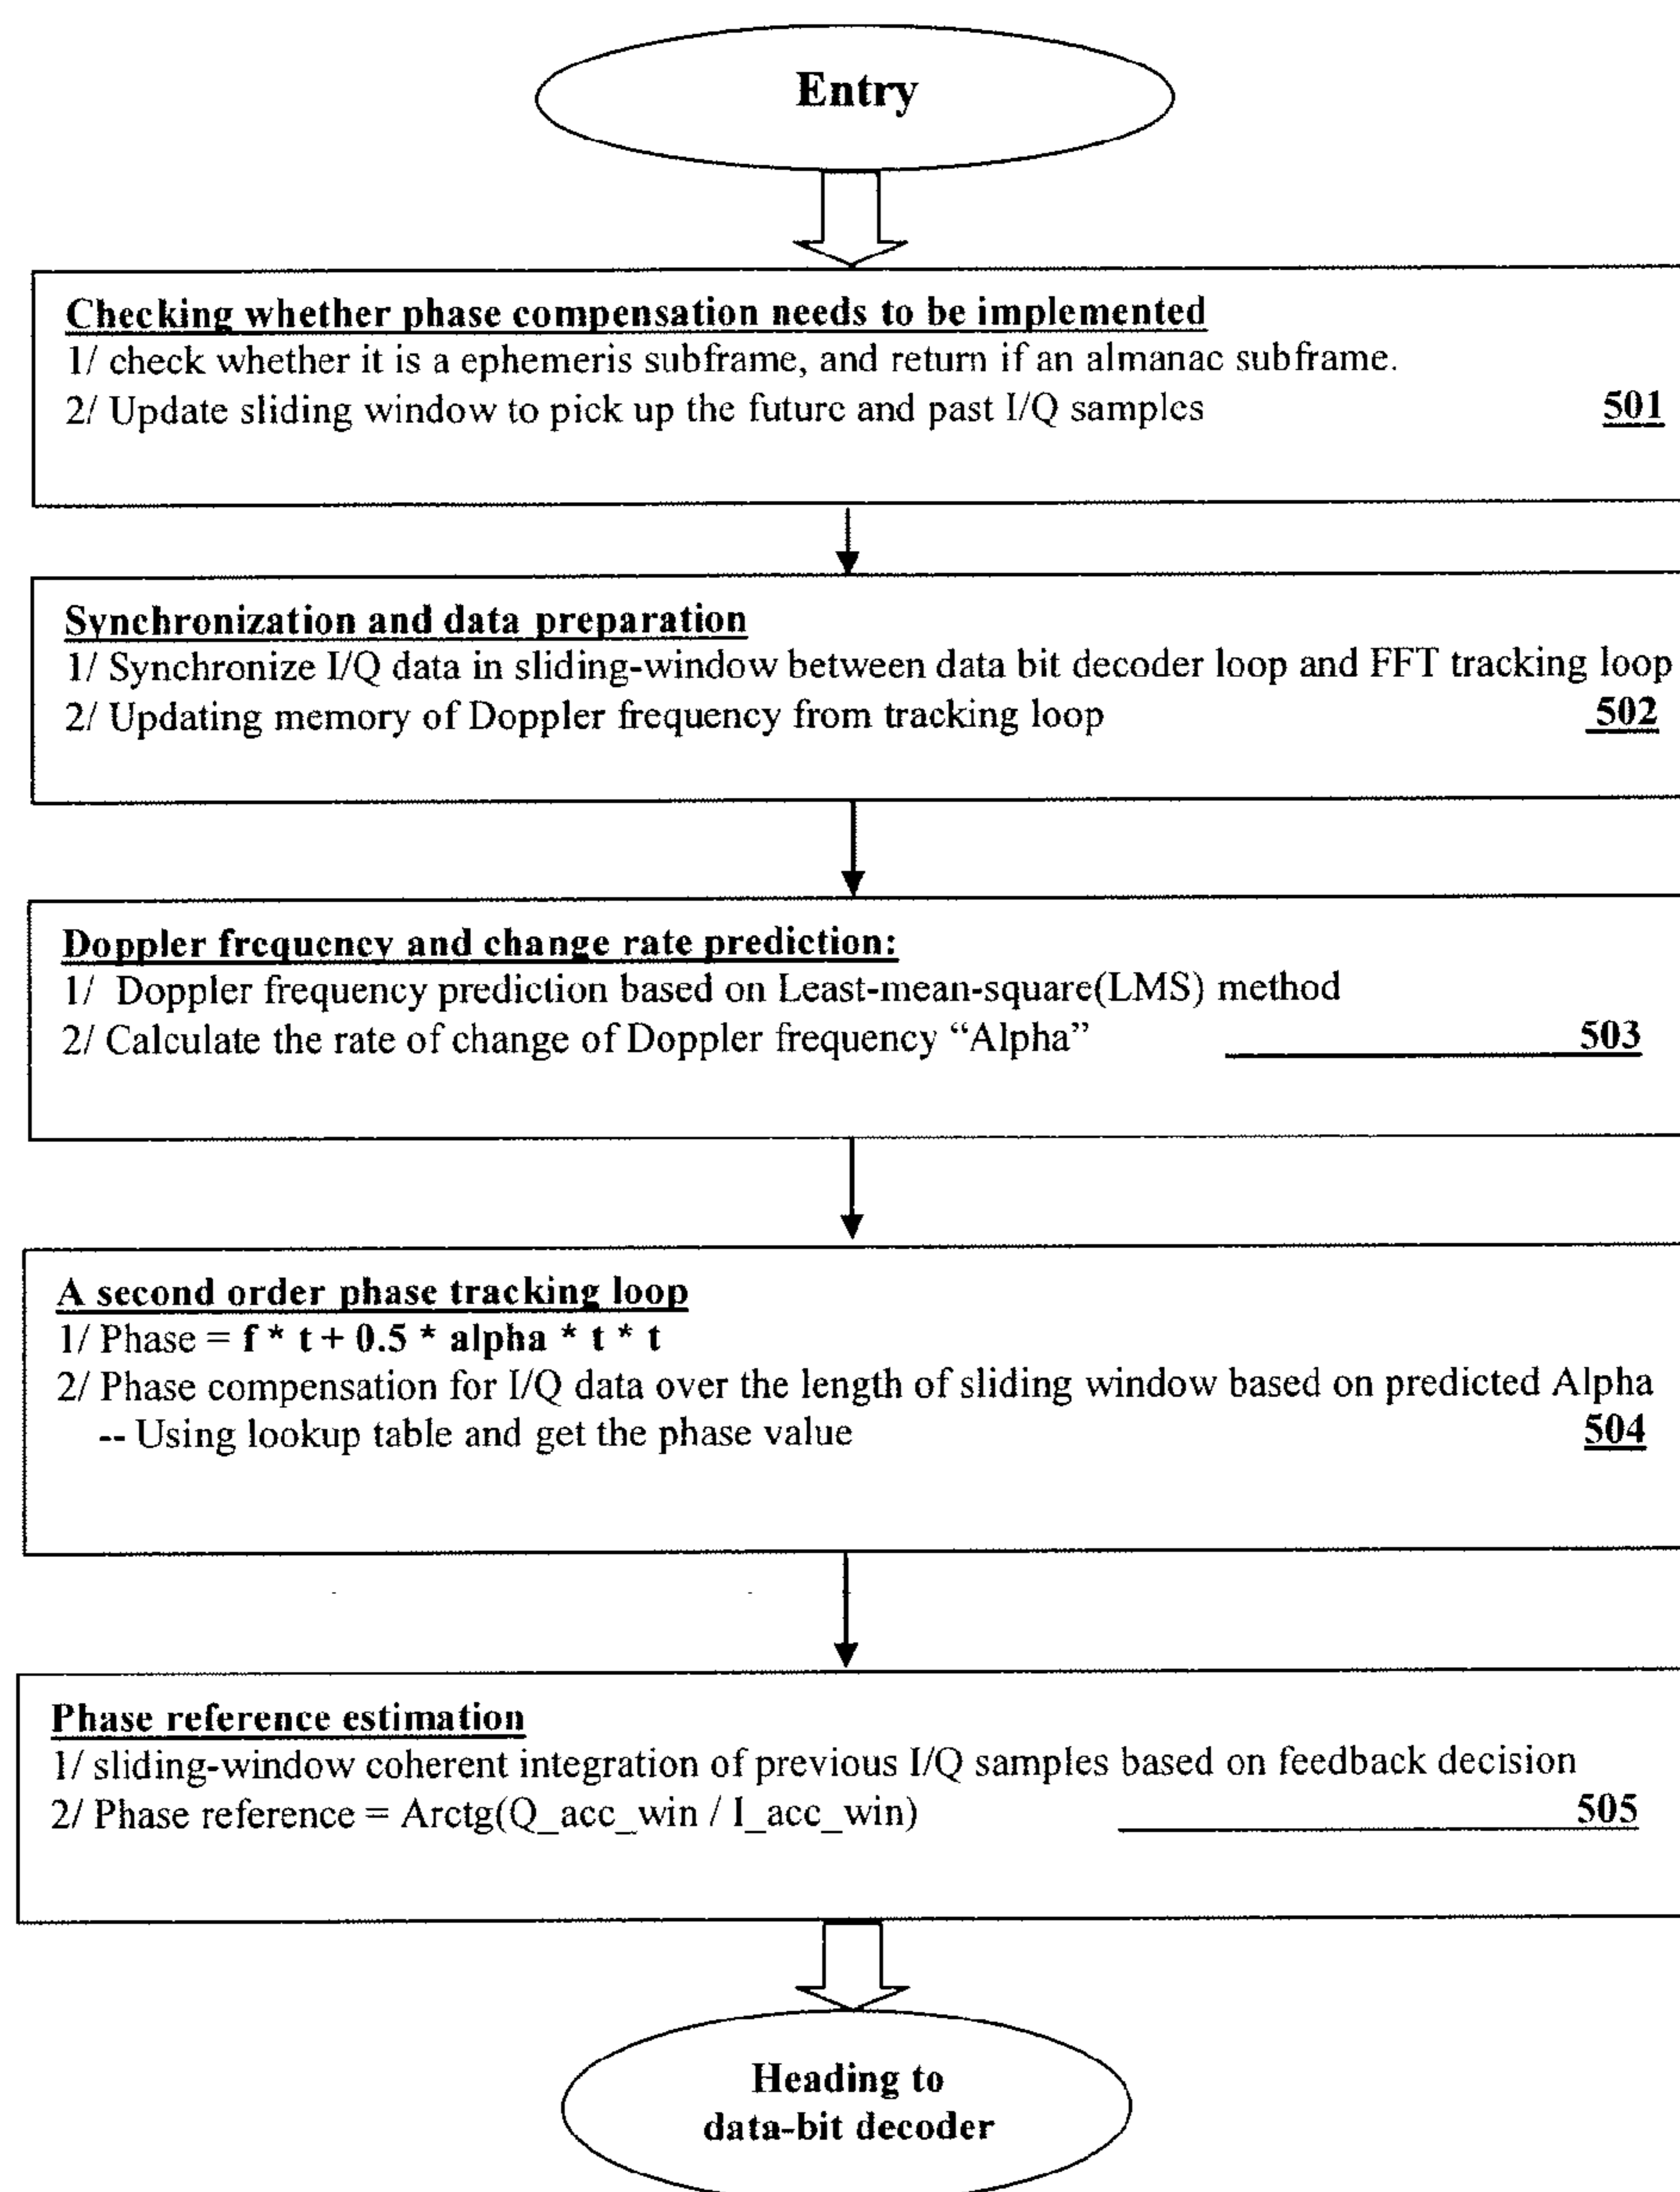 Entry
Checking whether phase compensation needs to be implemented
1/ check whether it is a ephemeris subframe, and return if an almanac subframe.
2/ Update sliding window to pick up the future and past I/Q samples 501
Synchronization and data preparation
1/ Synchronize I/Q data in sliding-window between data bit decoder loop and FFT tracking loop
2/ Updating memory of Doppler frequency from tracking loop 502
Doppler frequency and change rate prediction:
1/ Doppler frequency prediction based on Least-mean-square(LMS) method
2/ Calculate the rate of change of Doppler frequency “Alpha” 503
A second order phase tracking loop
1/ Phase = f * t + 0.5 * alpha * t * t
2/ Phase compensation for I/Q data over the length of sliding window based on predicted Alpha
-- Using lookup table and get the phase value 504
Phase reference estimation
1/ sliding-window coherent integration of previous I/Q samples based on feedback decision
2/ Phase reference = Arctg(Q_acc_win / I_acc_win) 505
Heading to
data-bit decoder